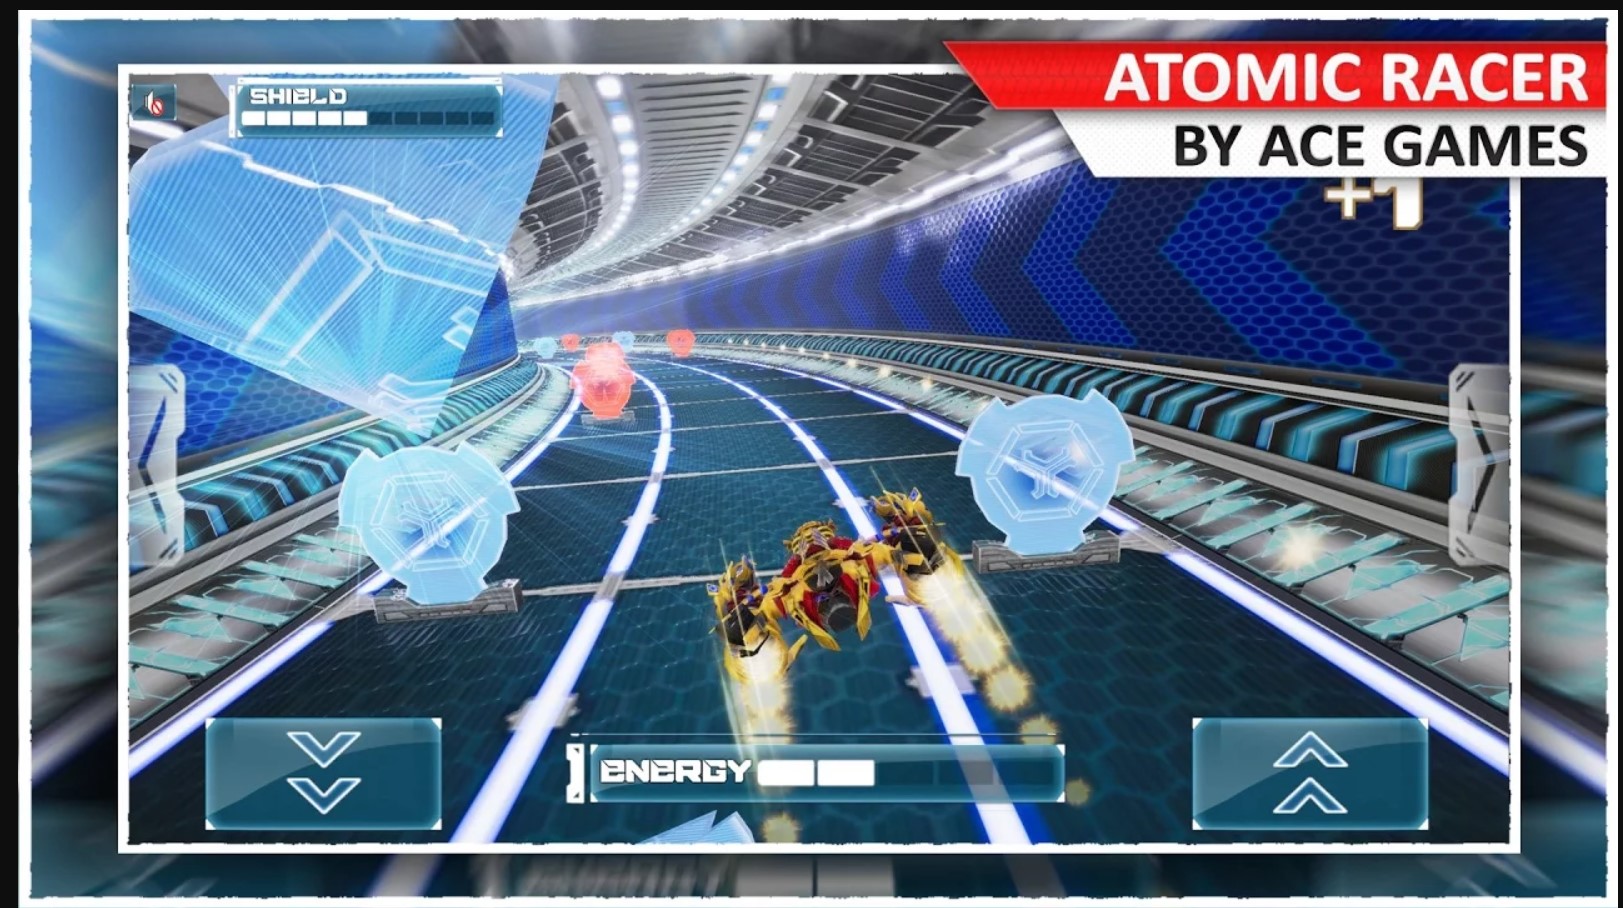 ATOMIC RACER
BY ACE GAMES
SHIELD
+1
ENERGY